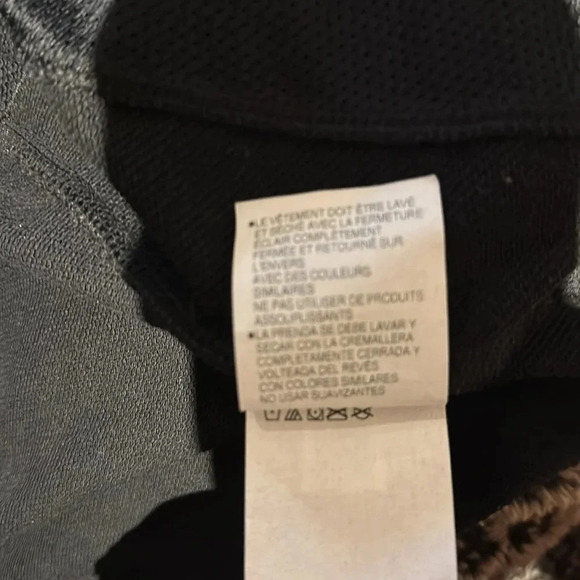 •LE VÊTEMENT DOIT ÊTRE LAVÉ
ET SÉCHÉ AVEC LA FERMETURE
ÉCLAIR COMPLÈTEMENT
FERMÉE ET RETOURNÉ SUR
L'ENVERS
AVEC DES COULEURS
SIMILAIRES
NE PAS UTILISER DE PRODUITS
ASSOUPLISSANTS
•LA PRENDA SE DEBE LAVAR Y
SECAR CON LA CREMALLERA
COMPLETAMENTE CERRADA Y
VOLTEADA DEL REVÉS
CON COLORES SIMILARES
NO USAR SUAVIZANTES